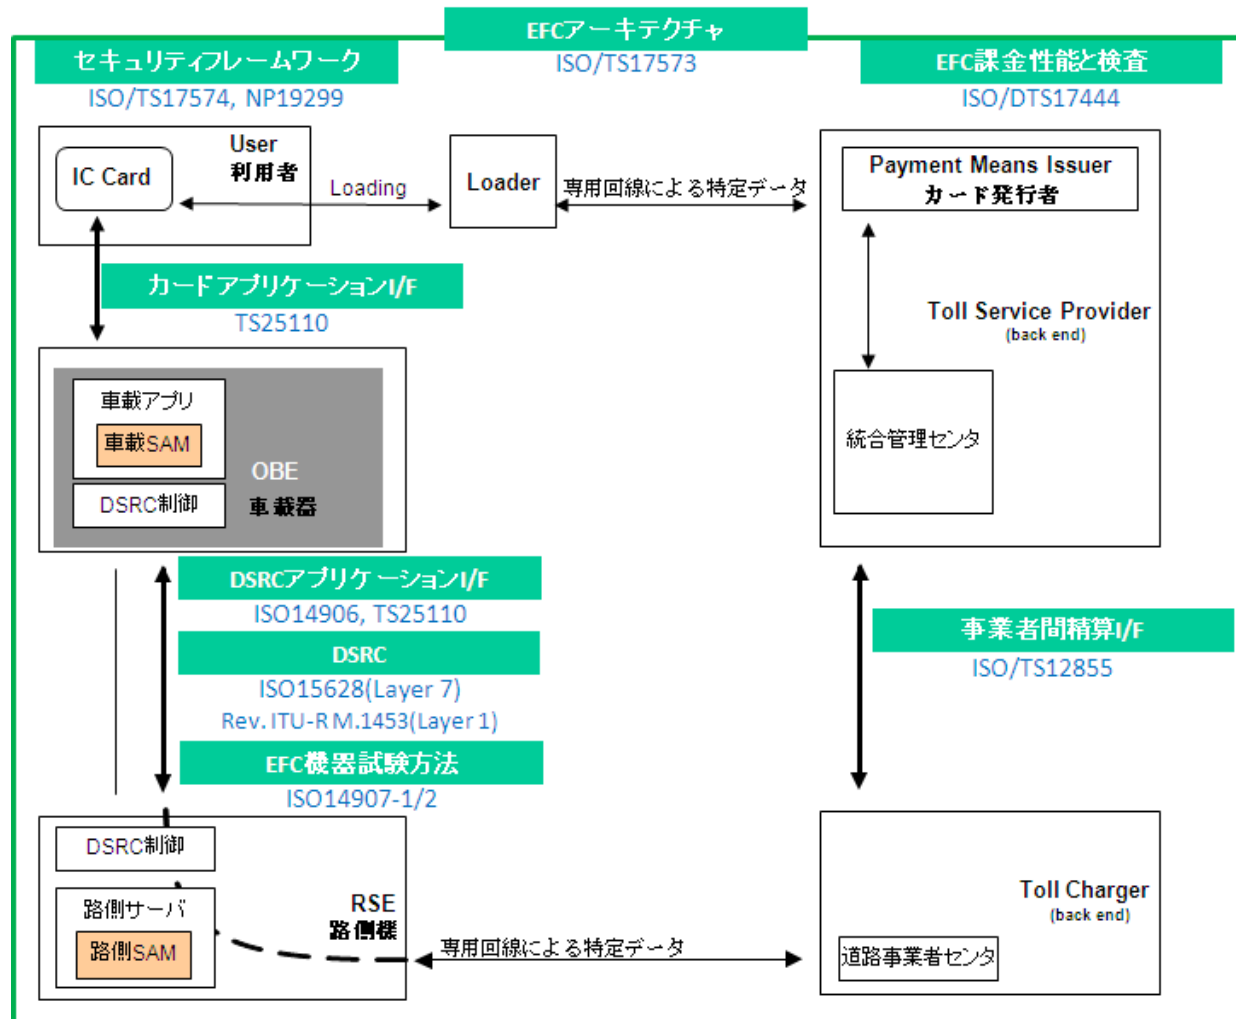 EFCアーキテクチャ
ISO/TS17573
セキュリティフレームワーク
ISO/TS17574, NP19299
EFC課金性能と検査
ISO/DTS17444
IC Card
User
利用者
Loading
Loader
専用回線による特定データ
Payment Means Issuer
カード発行者
カードアプリケーションI/F
TS25110
Toll Service Provider
(back end)
車載アプリ
車載SAM
DSRC制御
OBE
車載器
統合管理センタ
DSRCアプリケーションI/F
ISO14906, TS25110
DSRC
ISO15628(Layer 7)
Rev. ITU-R M.1453(Layer 1)
EFC機器試験方法
ISO14907-1/2
事業者間精算I/F
ISO/TS12855
DSRC制御
路側サーバ
路側SAM
RSE
路側機
専用回線による特定データ
Toll Charger
(back end)
道路事業者センタ